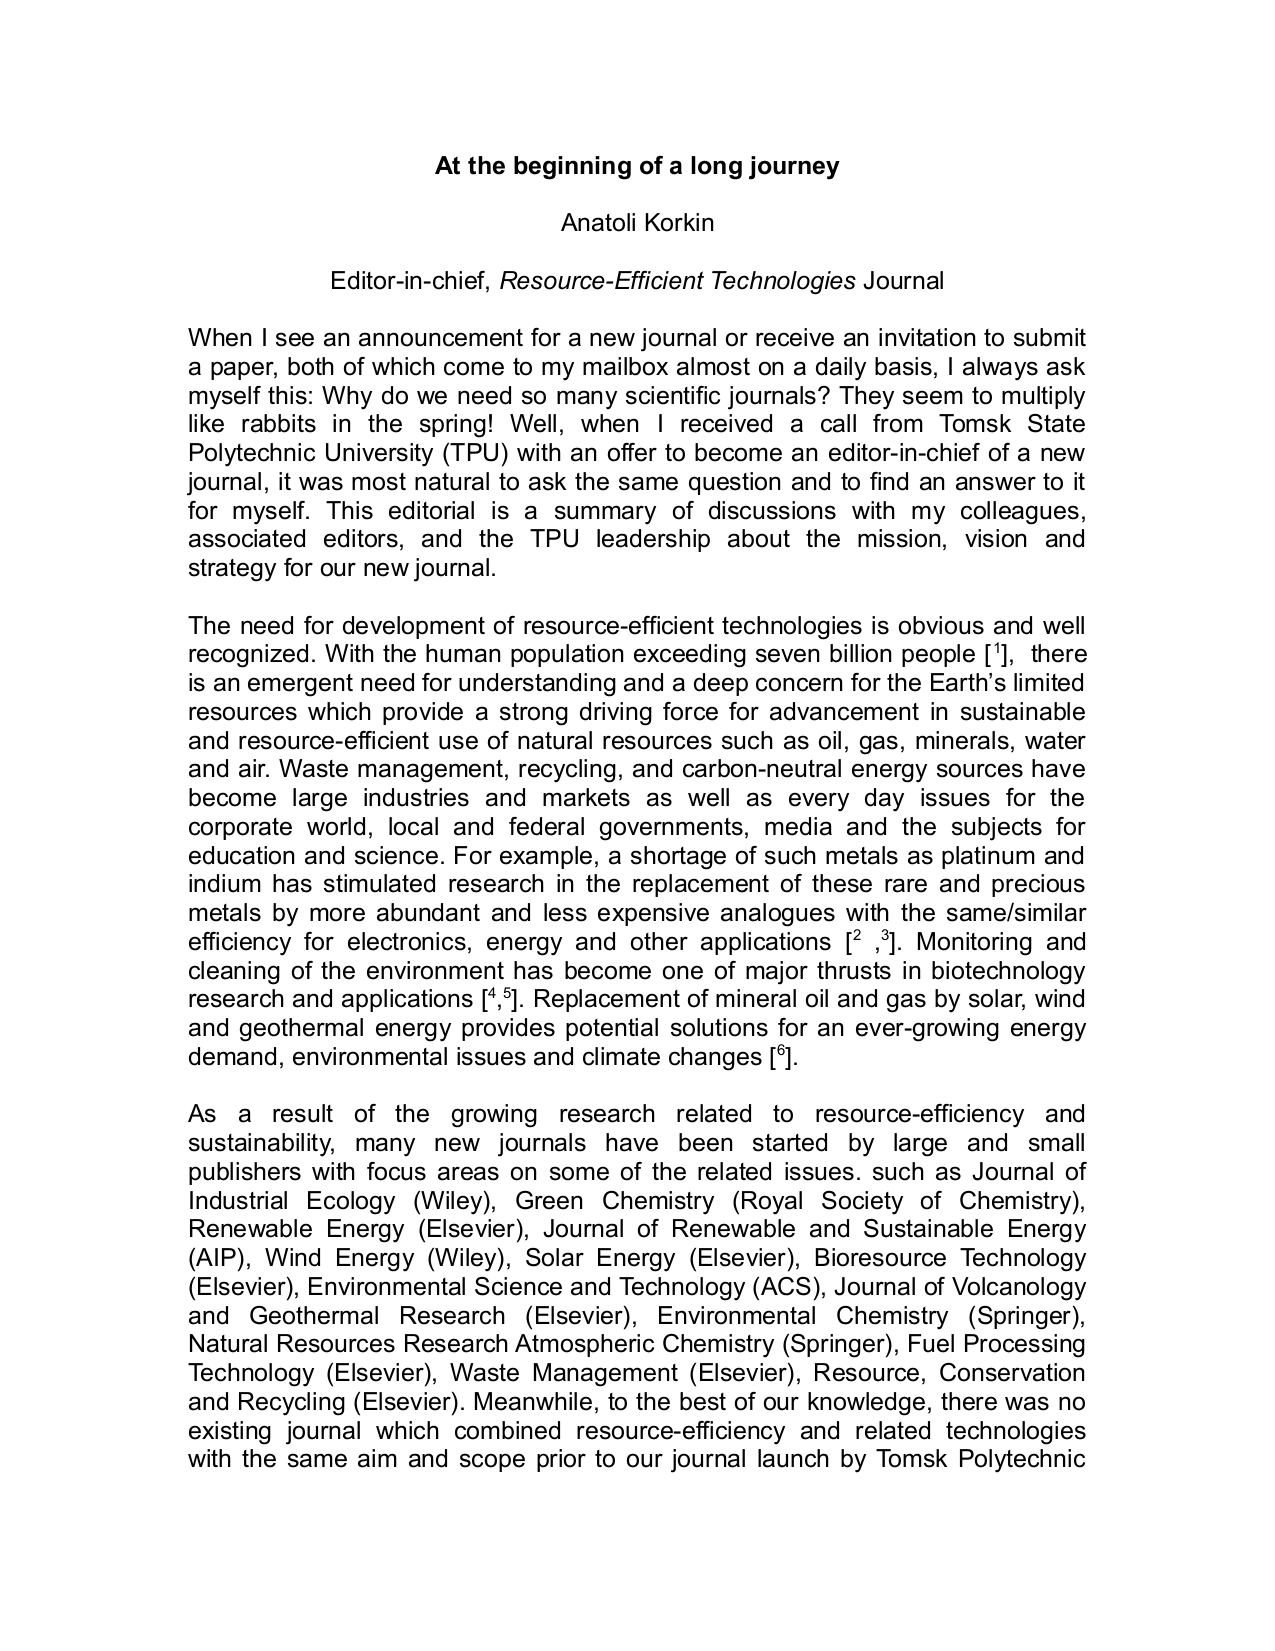 At the beginning of a long journey
Anatoli Korkin
Editor-in-chief, Resource-Efficient Technologies Journal
When I see an announcement for a new journal or receive an invitation to submit
a paper, both of which come to my mailbox almost on a daily basis, I always ask
myself this: Why do we need so many scientific journals? They seem to multiply
like rabbits in the spring! Well, when I received a call from Tomsk State
Polytechnic University (TPU) with an offer to become an editor-in-chief of a new
journal, it was most natural to ask the same question and to find an answer to it
for myself. This editorial is a summary of discussions with my colleagues,
associated editors, and the TPU leadership about the mission, vision and
strategy for our new journal.
The need for development of resource-efficient technologies is obvious and well
recognized. With the human population exceeding seven billion people [1], there
is an emergent need for understanding and a deep concern for the Earth’s limited
resources which provide a strong driving force for advancement in sustainable
and resource-efficient use of natural resources such as oil, gas, minerals, water
and air. Waste management, recycling, and carbon-neutral energy sources have
become large industries and markets as well as every day issues for the
corporate world, local and federal governments, media and the subjects for
education and science. For example, a shortage of such metals as platinum and
indium has stimulated research in the replacement of these rare and precious
metals by more abundant and less expensive analogues with the same/similar
efficiency for electronics, energy and other applications [2 ,3]. Monitoring and
cleaning of the environment has become one of major thrusts in biotechnology
research and applications [4,5]. Replacement of mineral oil and gas by solar, wind
and geothermal energy provides potential solutions for an ever-growing energy
demand, environmental issues and climate changes [6].
As a result of the growing research related to resource-efficiency and
sustainability, many new journals have been started by large and small
publishers with focus areas on some of the related issues. such as Journal of
Industrial Ecology (Wiley), Green Chemistry (Royal Society of Chemistry),
Renewable Energy (Elsevier), Journal of Renewable and Sustainable Energy
(AIP), Wind Energy (Wiley), Solar Energy (Elsevier), Bioresource Technology
(Elsevier), Environmental Science and Technology (ACS), Journal of Volcanology
and Geothermal Research (Elsevier), Environmental Chemistry (Springer),
Natural Resources Research Atmospheric Chemistry (Springer), Fuel Processing
Technology (Elsevier), Waste Management (Elsevier), Resource, Conservation
and Recycling (Elsevier). Meanwhile, to the best of our knowledge, there was no
existing journal which combined resource-efficiency and related technologies
with the same aim and scope prior to our journal launch by Tomsk Polytechnic